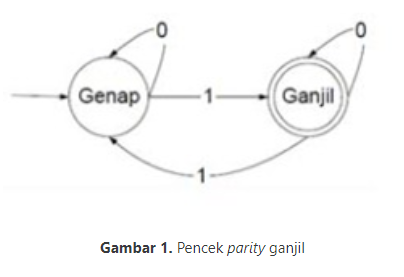 0 0
Genap 1 Ganjil
1
Gambar 1. Pencek parity ganjil